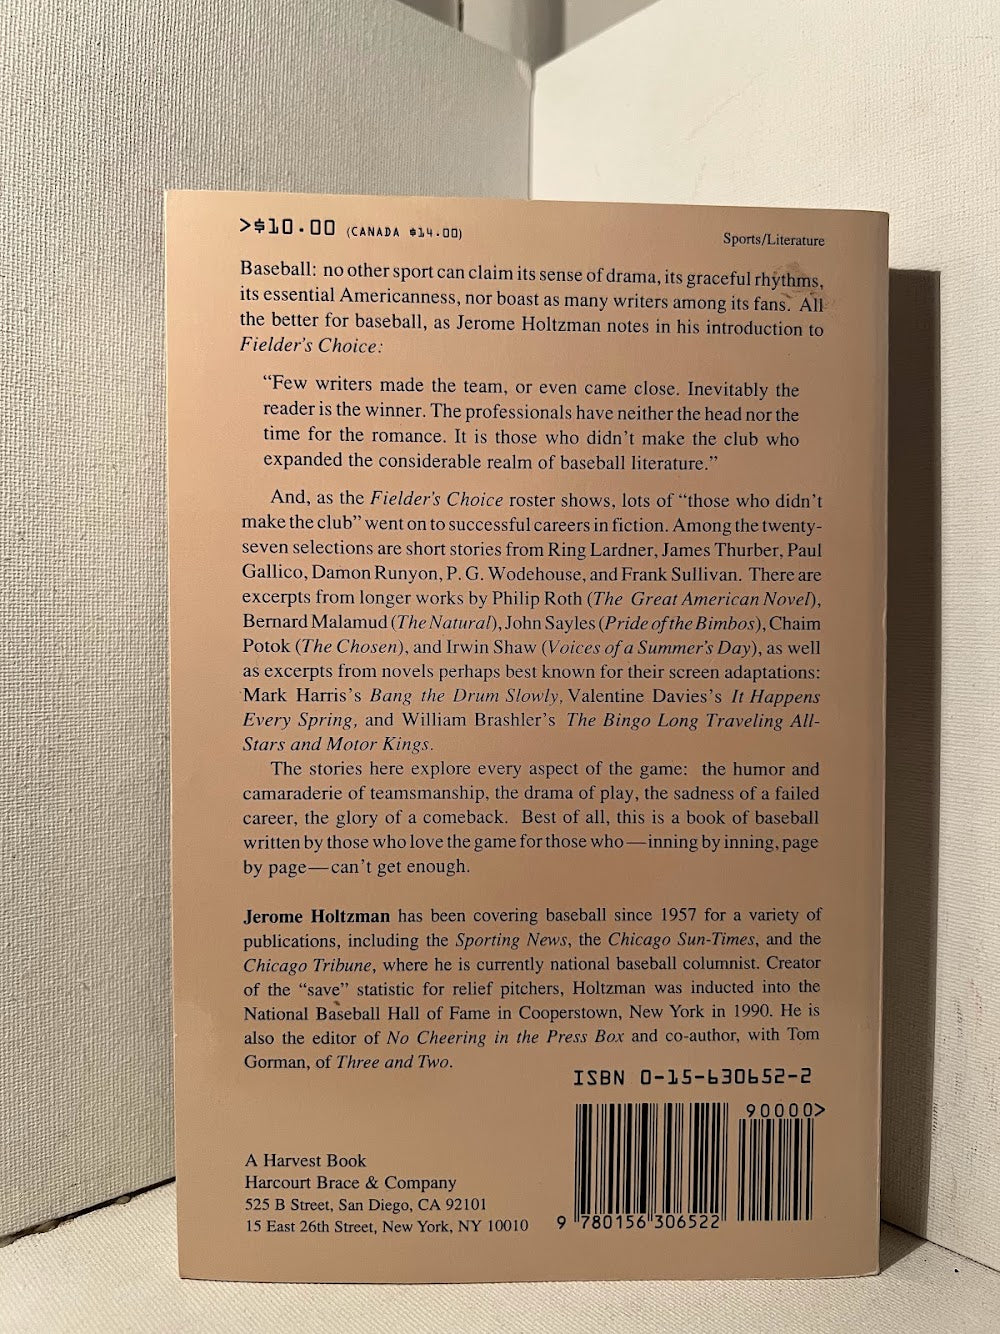 >$10.00 (CANADA $14.00)
Sports/Literature
Baseball: no other sport can claim its sense of drama, its graceful rhythms,
its essential Americanness, nor boast as many writers among its fans. All
the better for baseball, as Jerome Holtzman notes in his introduction to
Fielder's Choice:
“Few writers made the team, or even came close. Inevitably the
reader is the winner. The professionals have neither the head nor the
time for the romance. It is those who didn't make the club who
expanded the considerable realm of baseball literature.”
And, as the Fielder's Choice roster shows, lots of “those who didn't
make the club” went on to successful careers in fiction. Among the twenty-
seven selections are short stories from Ring Lardner, James Thurber, Paul
Gallico, Damon Runyon, P. G. Wodehouse, and Frank Sullivan. There are
excerpts from longer works by Philip Roth (The Great American Novel),
Bernard Malamud (The Natural), John Sayles (Pride of the Bimbos), Chaim
Potok (The Chosen), and Irwin Shaw (Voices of a Summer's Day), as well
as excerpts from novels perhaps best known for their screen adaptations:
Mark Harris's Bang the Drum Slowly, Valentine Davies's It Happens
Every Spring, and William Brashler's The Bingo Long Traveling All-
Stars and Motor Kings.
The stories here explore every aspect of the game: the humor and
camaraderie of teamsmanship, the drama of play, the sadness of a failed
career, the glory of a comeback. Best of all, this is a book of baseball
written by those who love the game for those who—inning by inning, page
by page—can't get enough.
Jerome Holtzman has been covering baseball since 1957 for a variety of
publications, including the Sporting News, the Chicago Sun-Times, and the
Chicago Tribune, where he is currently national baseball columnist. Creator
of the “save” statistic for relief pitchers, Holtzman was inducted into the
National Baseball Hall of Fame in Cooperstown, New York in 1990. He is
also the editor of No Cheering in the Press Box and co-author, with Tom
Gorman, of Three and Two.
ISBN 0-15-630652-2
90000>
A Harvest Book
Harcourt Brace & Company
525 B Street, San Diego, CA 92101
15 East 26th Street, New York, NY 10010
9 780156 306522